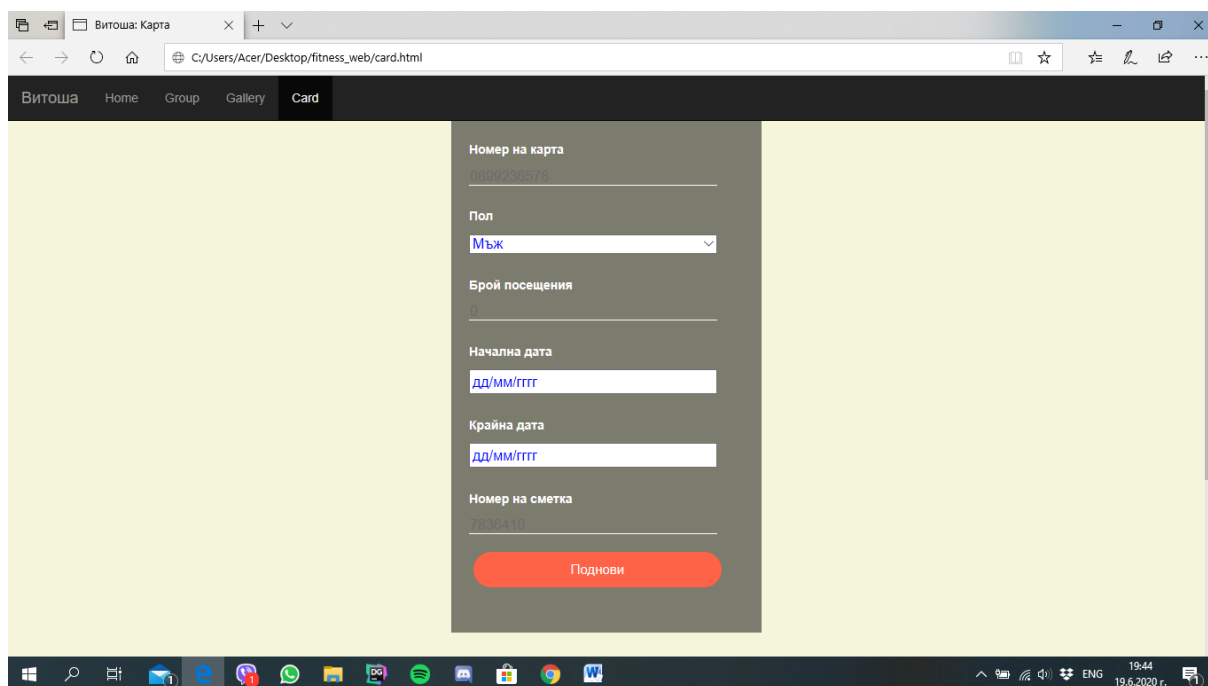 Витоша: Карта
C:/Users/Acer/Desktop/fitness_web/card.html
Витоша Home Group Gallery Card
Номер на карта
0899236578
Пол
Мъж
Брой посещения
0
Начална дата
дд/мм/гггг
Крайна дата
дд/мм/гггг
Номер на сметка
7836410
Поднови
19:44
ENG
19.6.2020 г.